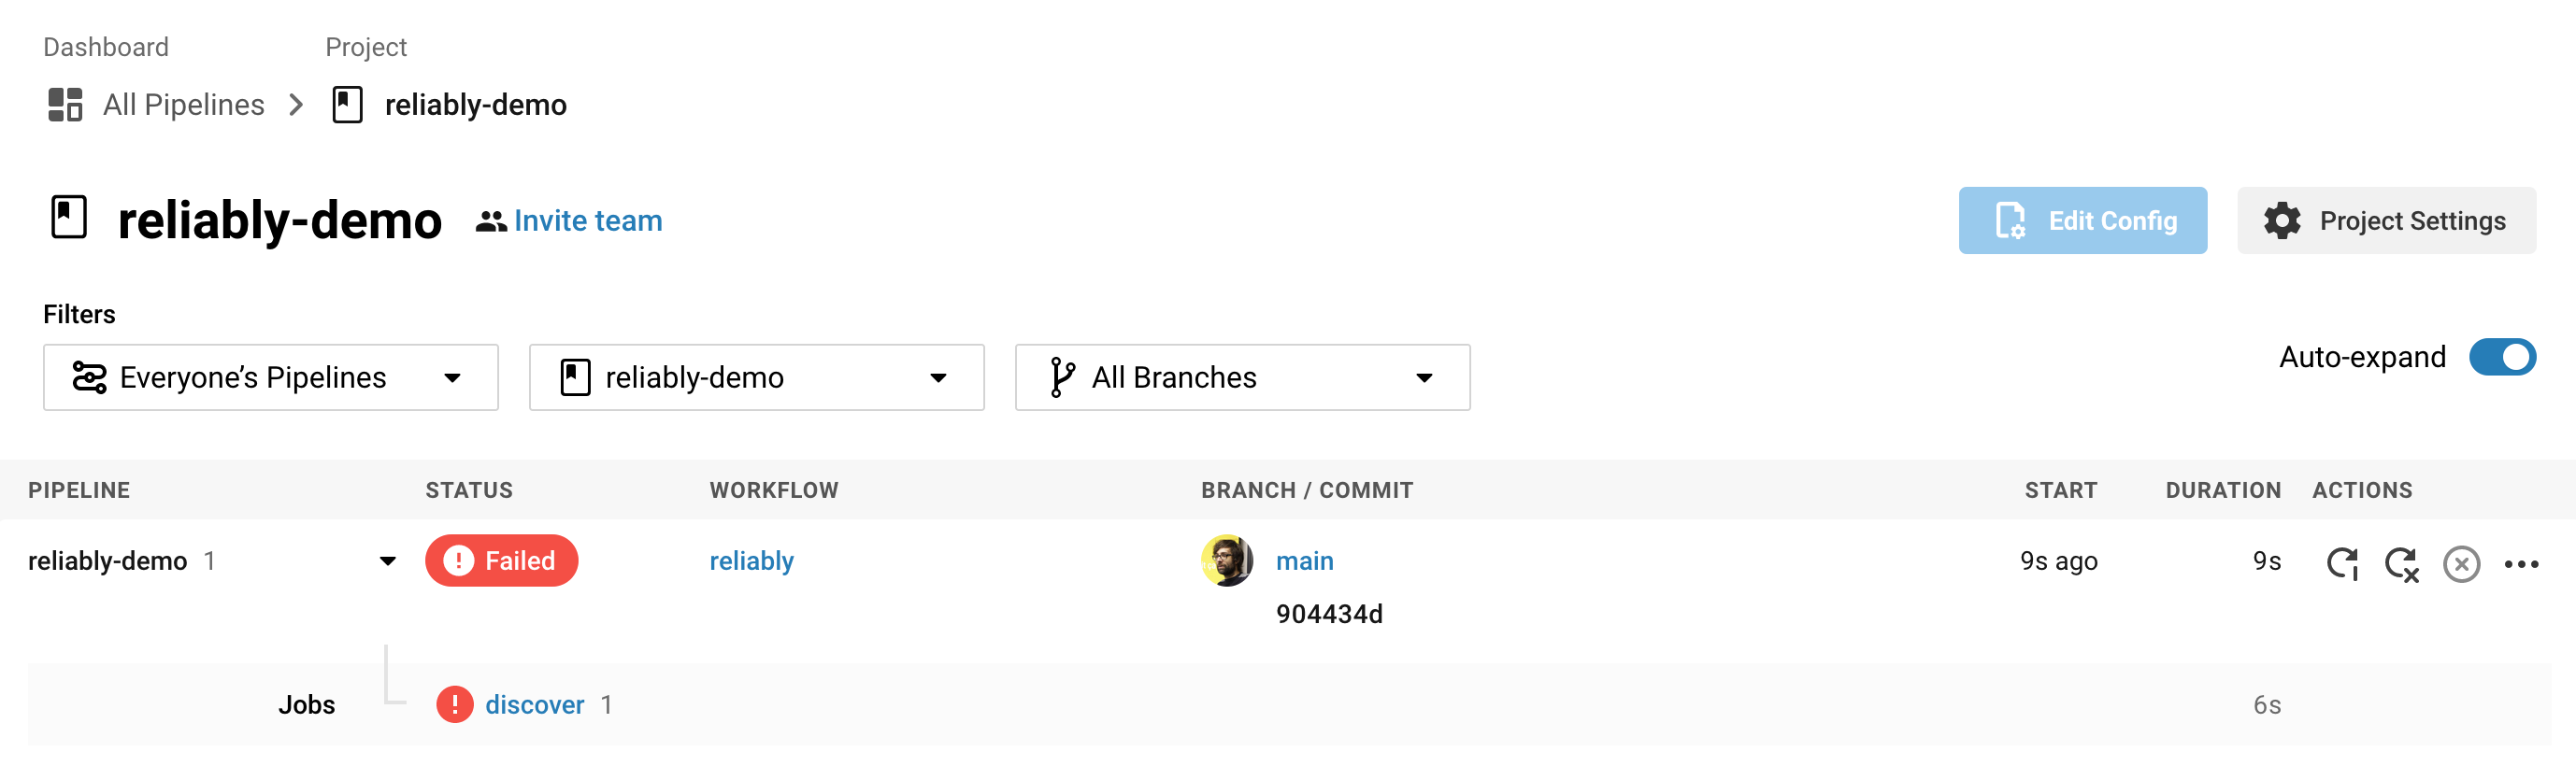 Dashboard Project
All Pipelines reliably-demo
reliably-demo Invite team Edit Config Project Settings
Filters
Everyone’s Pipelines reliably-demo All Branches Auto-expand
PIPELINE STATUS WORKFLOW BRANCH / COMMIT START DURATION ACTIONS
reliably-demo 1 Failed reliably main 9s ago 9s
904434d
Jobs discover 1 6s